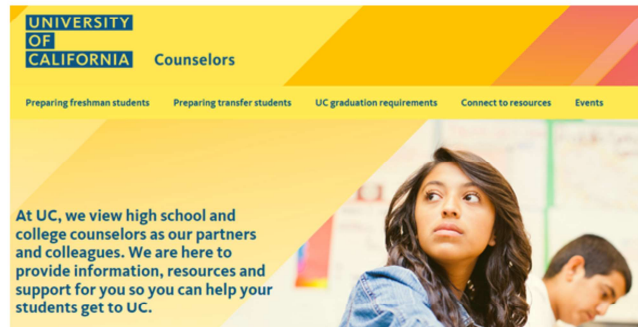 UNIVERSITY
OF
CALIFORNIA
Counselors
Preparing freshman students Preparing transfer students UC graduation requirements Connect to resources Events
At UC, we view high school and
college counselors as our partners
and colleagues. We are here to
provide information, resources and
support for you so you can help your
students get to UC.